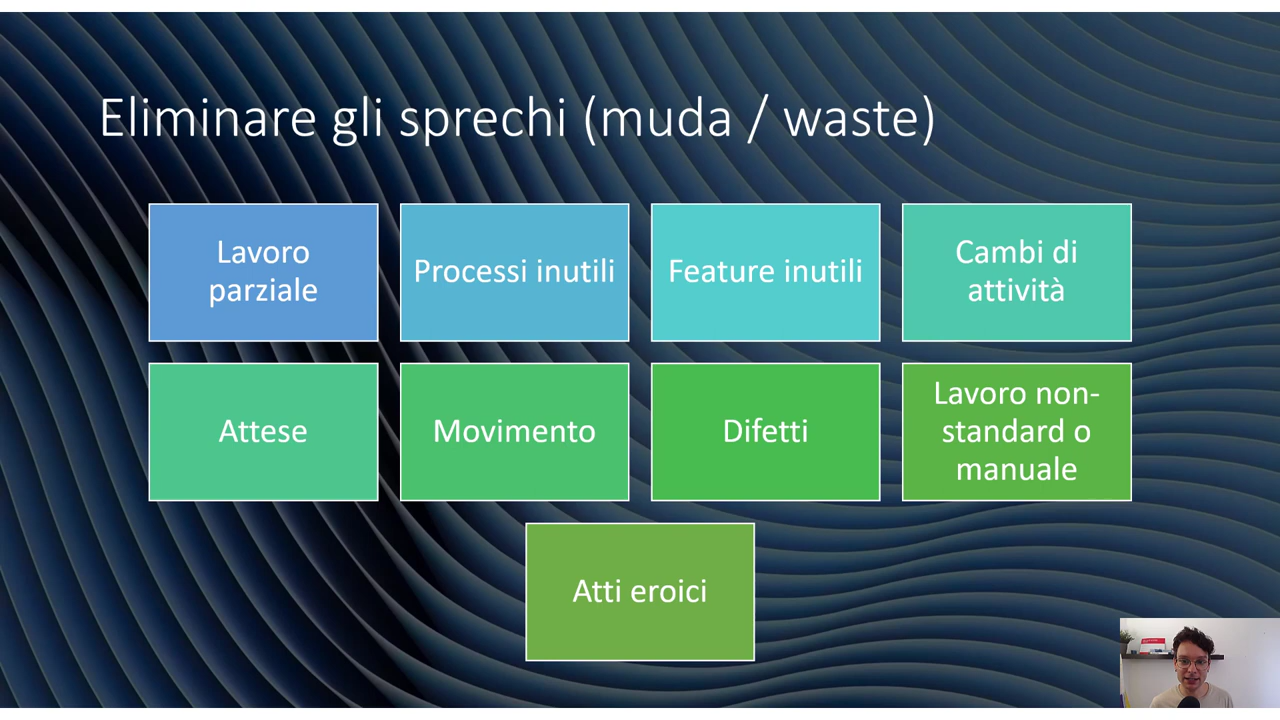 Eliminare gli sprechi (muda / waste)
Lavoro
parziale
Processi inutili
Feature inutili
Cambi di
attività
Attese
Movimento
Difetti
Lavoro non-
standard o
manuale
Atti eroici